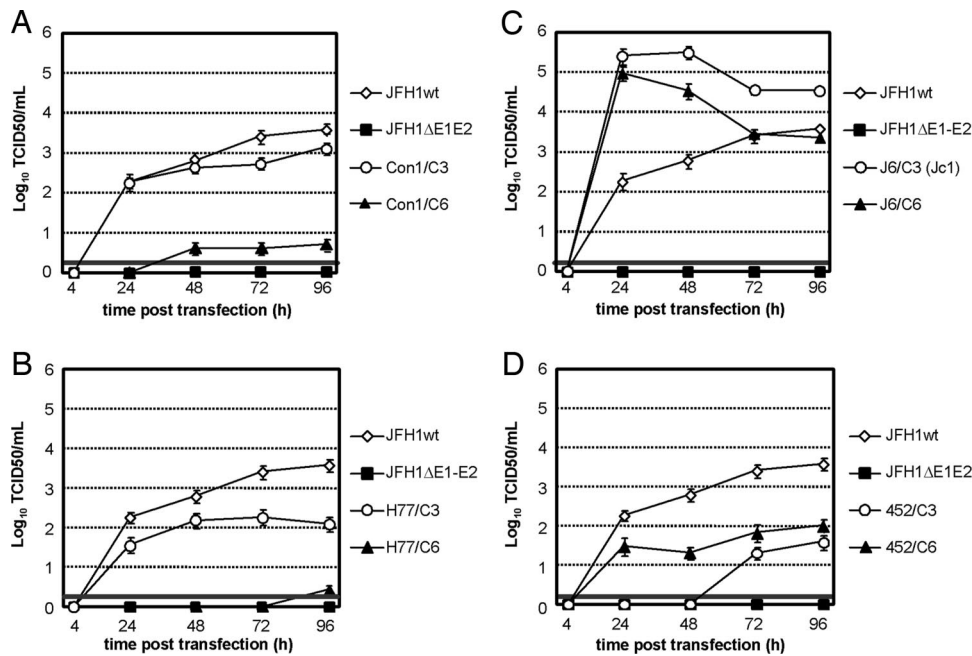 A
Log10 TCID50/mL
6
5
4
3
2
1
0
4 24 48 72 96
time post transfection (h)
JFH1wt
JFH1ΔE1E2
Con1/C3
Con1/C6
C
Log10 TCID50/mL
6
5
4
3
2
1
0
4 24 48 72 96
time post transfection (h)
JFH1wt
JFH1ΔE1-E2
J6/C3 (Jc1)
J6/C6
B
Log10 TCID50/mL
6
5
4
3
2
1
0
4 24 48 72 96
time post transfection (h)
JFH1wt
JFH1ΔE1-E2
H77/C3
H77/C6
D
Log10 TCID50/mL
6
5
4
3
2
1
0
4 24 48 72 96
time post transfection (h)
JFH1wt
JFH1ΔE1E2
452/C3
452/C6